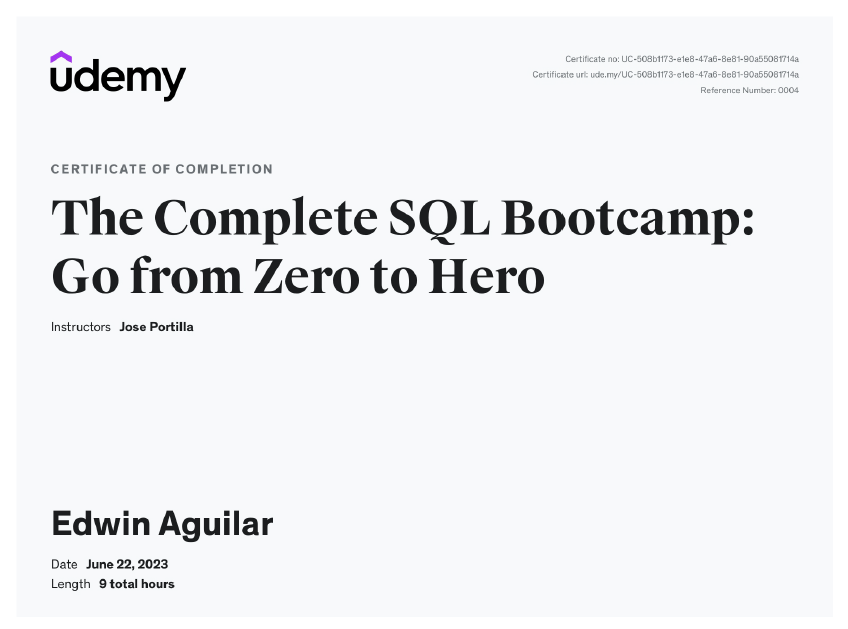 udemy
Certificate no: UC-508b1173-e1e8-47a6-8e81-90a55081714a
Certificate url: ude.my/UC-508b1173-e1e8-47a6-8e81-90a55081714a
Reference Number: 0004
CERTIFICATE OF COMPLETION
The Complete SQL Bootcamp:
Go from Zero to Hero
Instructors Jose Portilla
Edwin Aguilar
Date June 22, 2023
Length 9 total hours